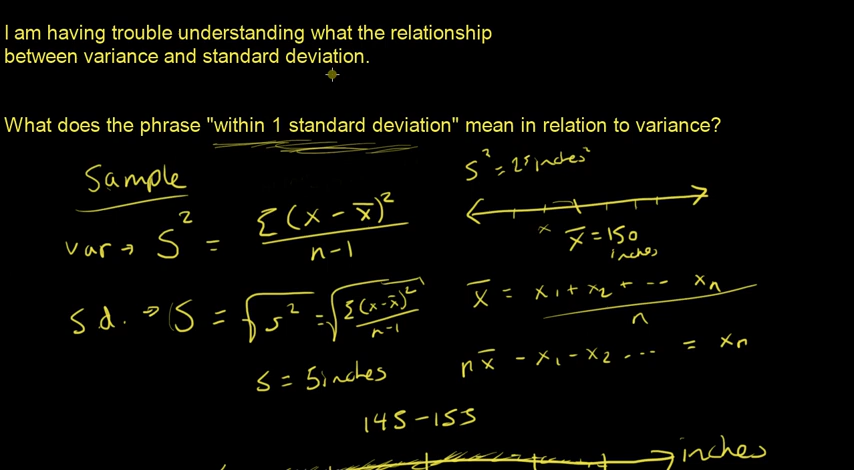 I am having trouble understanding what the relationship
between variance and standard deviation.
What does the phrase "within 1 standard deviation" mean in relation to variance?
Sample
var → S² = Σ(x - x̄)² / n-1
S² = 25 inches²
x
x̄ = 150
inches
s d. → S = √s² = √Σ(x-x̄)² / n-1
x̄ = x₁ + x₂ + --- xₙ / n
s = 5 inches
n x̄ - x₁ - x₂ ... = xₙ
145 - 155
inches